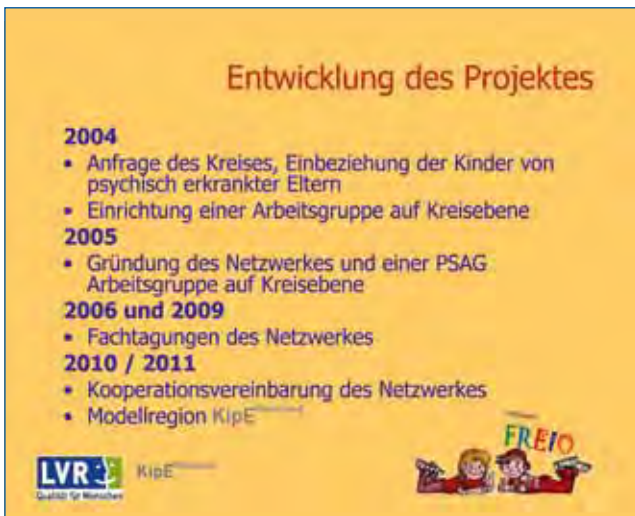 Entwicklung des Projektes
2004
• Anfrage des Kreises, Einbeziehung der Kinder von
psychisch erkrankter Eltern
• Einrichtung einer Arbeitsgruppe auf Kreisebene
2005
• Gründung des Netzwerkes und einer PSAG
Arbeitsgruppe auf Kreisebene
2006 und 2009
• Fachtagungen des Netzwerkes
2010 / 2011
• Kooperationsvereinbarung des Netzwerkes
• Modellregion KipE
FREIO
LVR
Qualität für Menschen
KipE